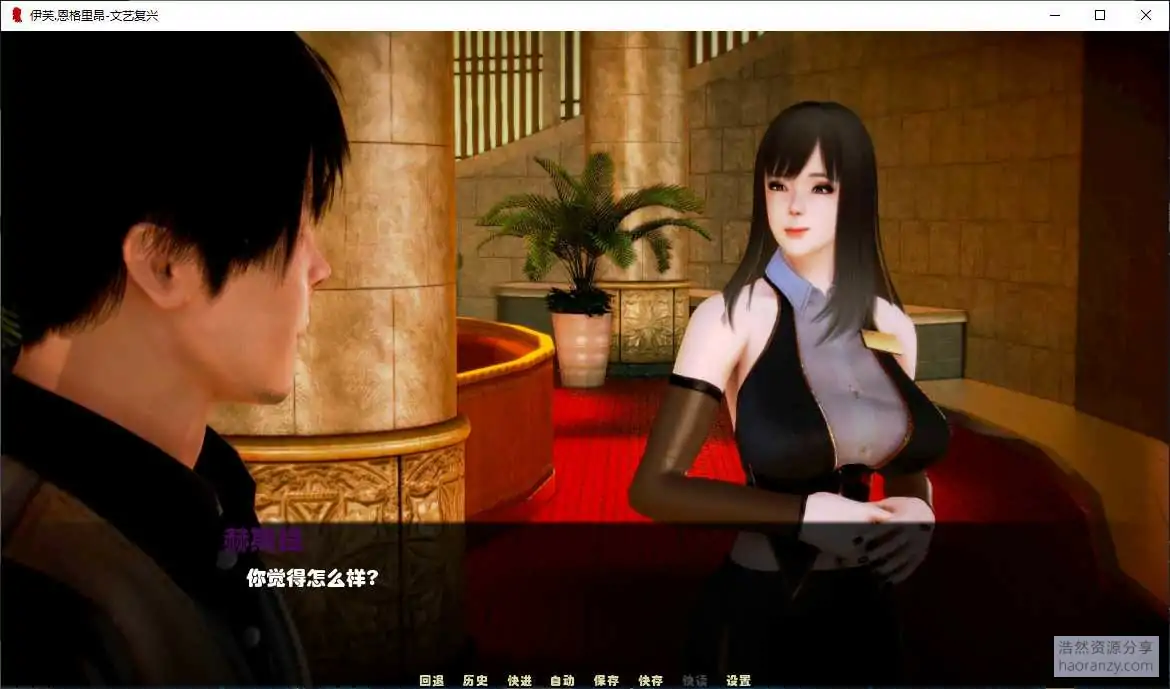 伊芙.恩格里昂-文艺复兴
你觉得怎么样?
回退 历史 快进 自动 保存 快存 快读 设置
浩然资源分享
haoranzy.com